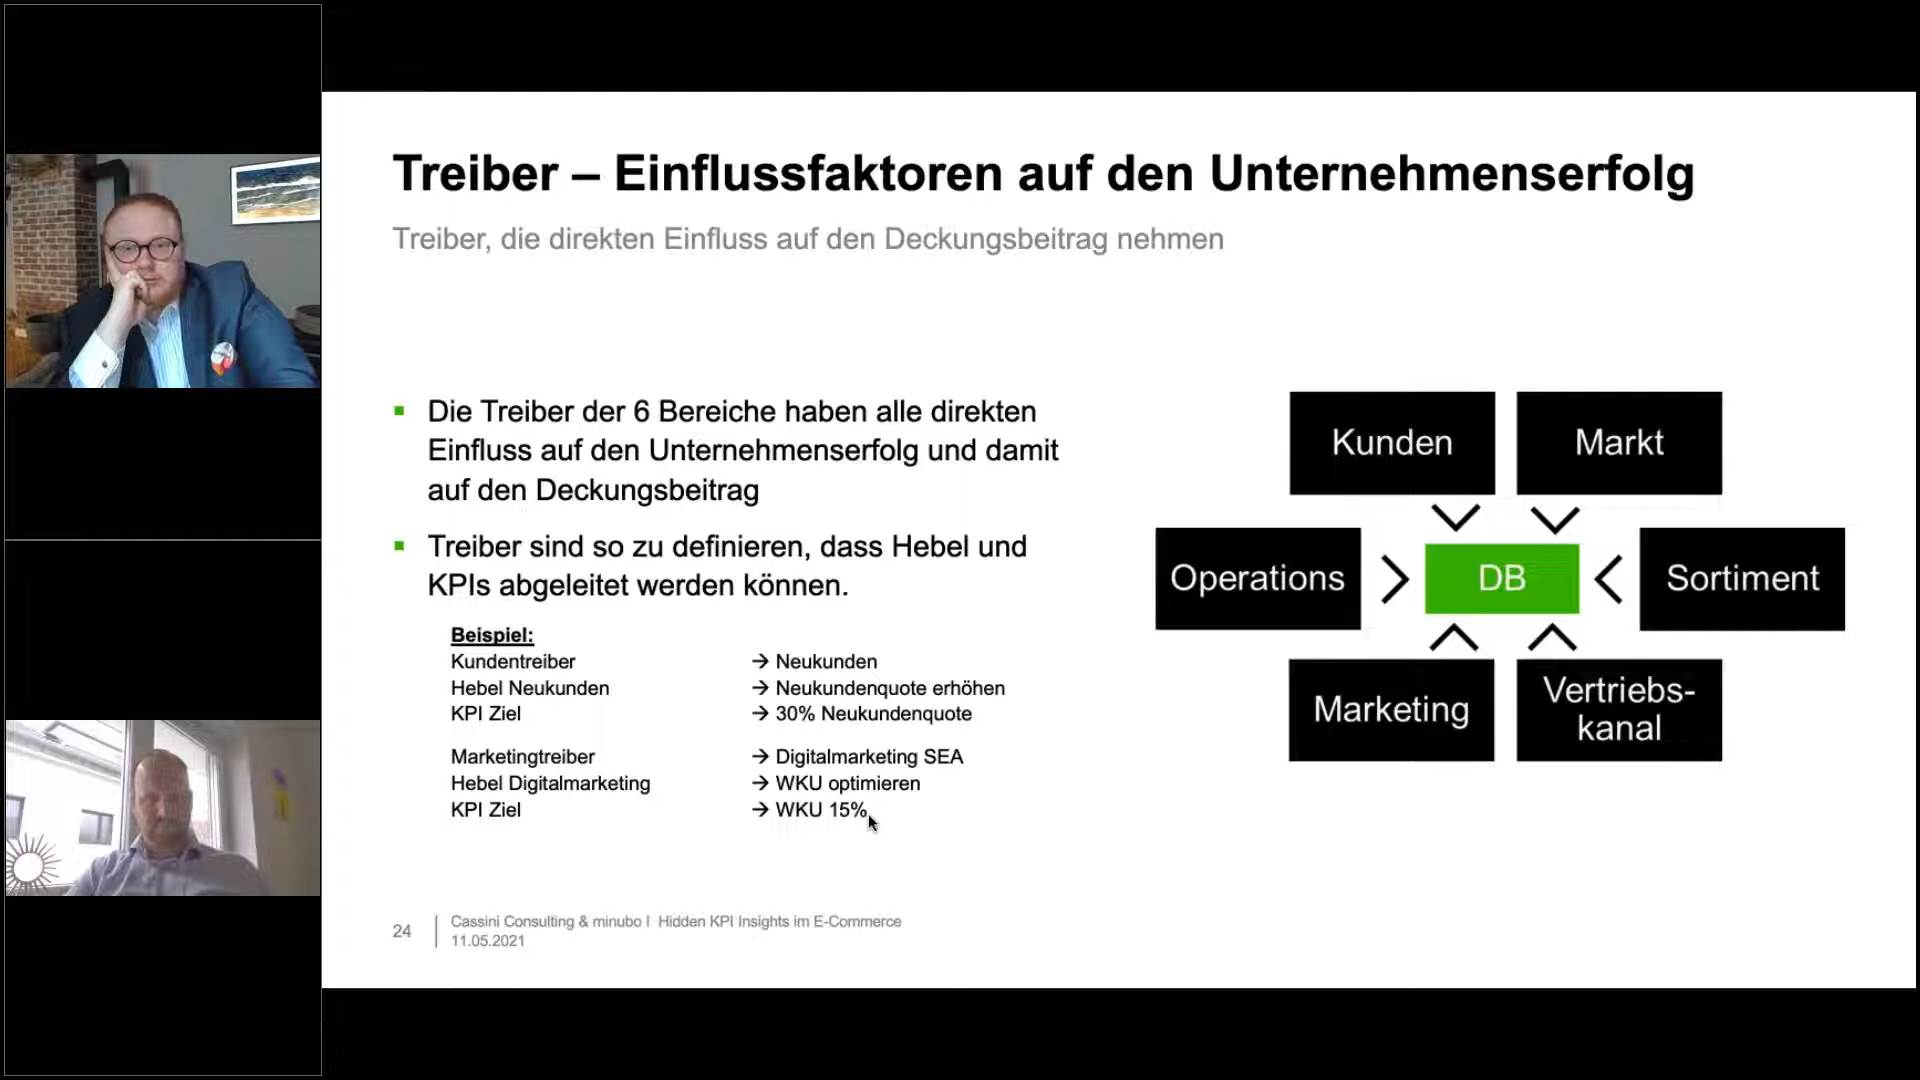 Treiber – Einflussfaktoren auf den Unternehmenserfolg
Treiber, die direkten Einfluss auf den Deckungsbeitrag nehmen
Die Treiber der 6 Bereiche haben alle direkten
Einfluss auf den Unternehmenserfolg und damit
auf den Deckungsbeitrag
Treiber sind so zu definieren, dass Hebel und
KPIs abgeleitet werden können.
Beispiel:
Kundentreiber → Neukunden
Hebel Neukunden → Neukundenquote erhöhen
KPI Ziel → 30% Neukundenquote
Marketingtreiber → Digitalmarketing SEA
Hebel Digitalmarketing → WKU optimieren
KPI Ziel → WKU 15%
Kunden
Markt
Operations
DB
Sortiment
Marketing
Vertriebs-
kanal
24
Cassini Consulting & minubo I Hidden KPI Insights im E-Commerce
11.05.2021